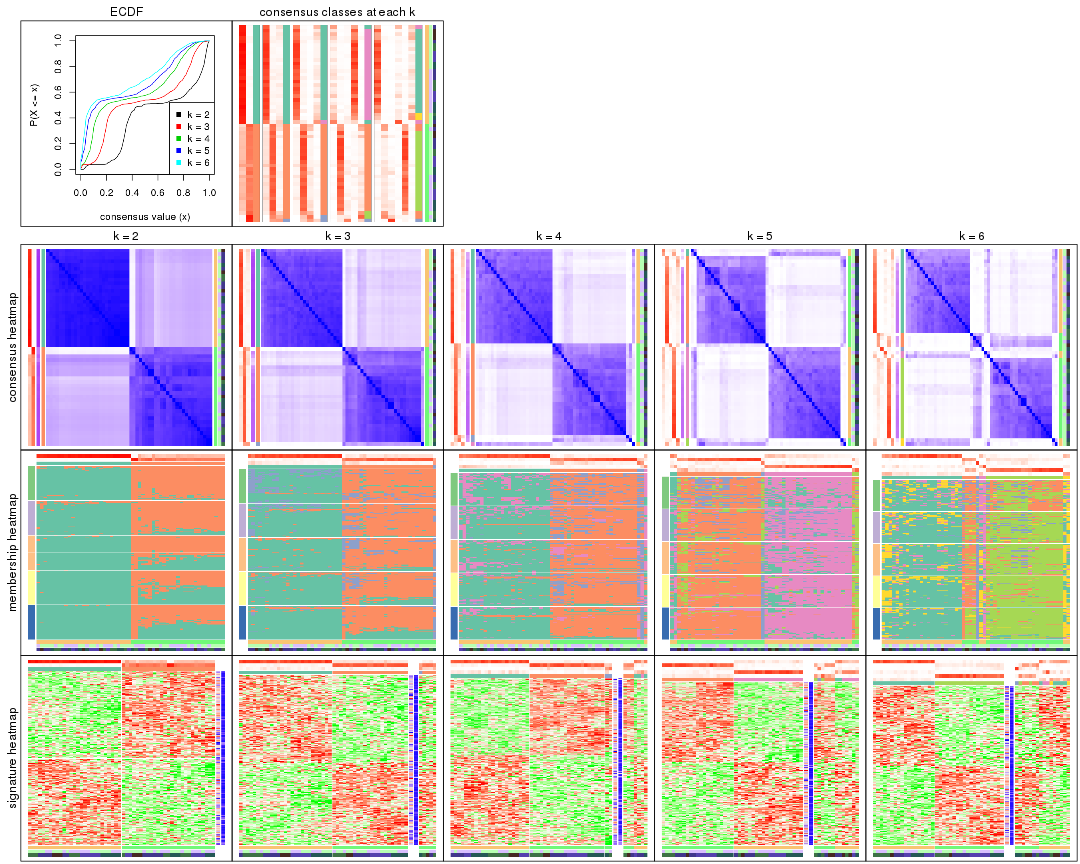 ECDF
consensus classes at each k
P(X <= x)
0.0 0.2 0.4 0.6 0.8 1.0
k = 2
k = 3
k = 4
k = 5
k = 6
0.0 0.2 0.4 0.6 0.8 1.0
consensus value (x)
k = 2
k = 3
k = 4
k = 5
k = 6
consensus heatmap
membership heatmap
signature heatmap